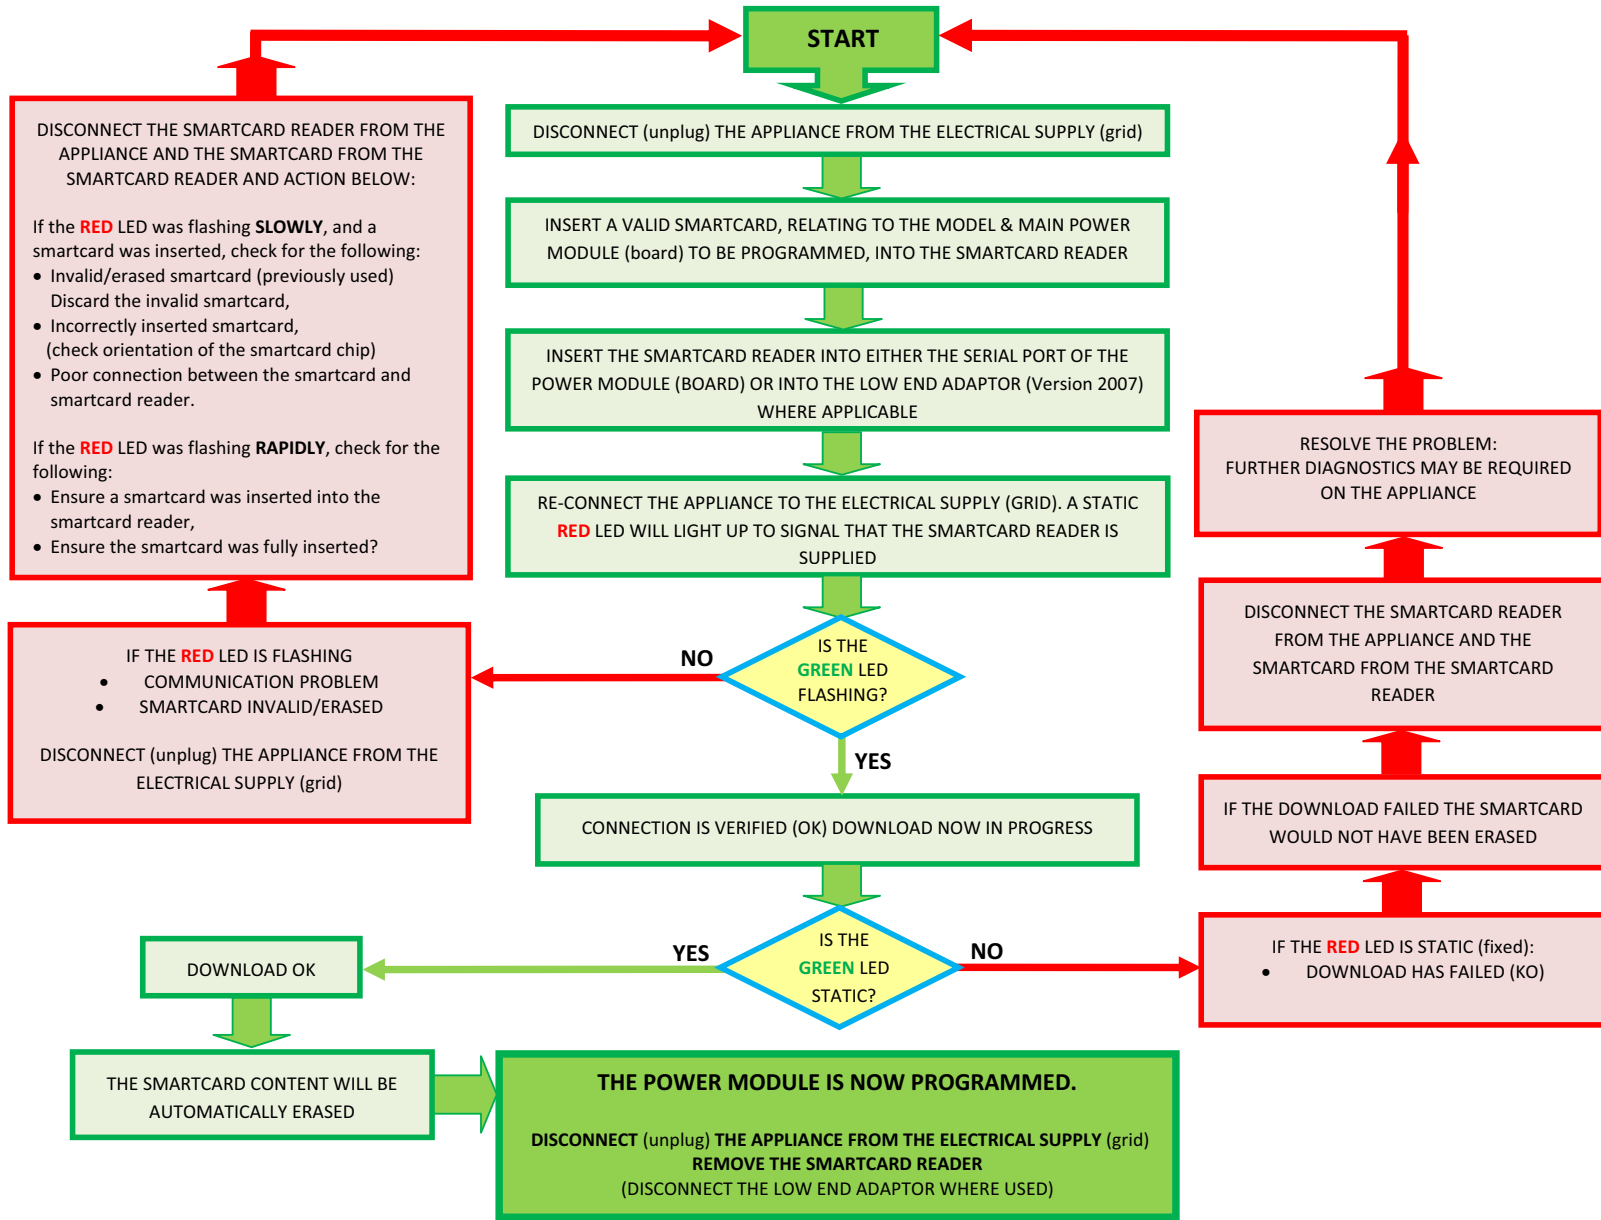 START
DISCONNECT (unplug) THE APPLIANCE FROM THE ELECTRICAL SUPPLY (grid)
INSERT A VALID SMARTCARD, RELATING TO THE MODEL & MAIN POWER
MODULE (board) TO BE PROGRAMMED, INTO THE SMARTCARD READER
INSERT THE SMARTCARD READER INTO EITHER THE SERIAL PORT OF THE
POWER MODULE (BOARD) OR INTO THE LOW END ADAPTOR (Version 2007)
WHERE APPLICABLE
RE-CONNECT THE APPLIANCE TO THE ELECTRICAL SUPPLY (GRID). A STATIC
RED LED WILL LIGHT UP TO SIGNAL THAT THE SMARTCARD READER IS
SUPPLIED
IS THE
GREEN LED
FLASHING?
NO
IF THE RED LED IS FLASHING
• COMMUNICATION PROBLEM
• SMARTCARD INVALID/ERASED
DISCONNECT (unplug) THE APPLIANCE FROM THE
ELECTRICAL SUPPLY (grid)
DISCONNECT THE SMARTCARD READER FROM THE
APPLIANCE AND THE SMARTCARD FROM THE
SMARTCARD READER AND ACTION BELOW:
If the RED LED was flashing SLOWLY, and a
smartcard was inserted, check for the following:
• Invalid/erased smartcard (previously used)
Discard the invalid smartcard,
• Incorrectly inserted smartcard,
(check orientation of the smartcard chip)
• Poor connection between the smartcard and
smartcard reader.
If the RED LED was flashing RAPIDLY, check for the
following:
• Ensure a smartcard was inserted into the
smartcard reader,
• Ensure the smartcard was fully inserted?
YES
CONNECTION IS VERIFIED (OK) DOWNLOAD NOW IN PROGRESS
IS THE
GREEN LED
STATIC?
NO
IF THE RED LED IS STATIC (fixed):
• DOWNLOAD HAS FAILED (KO)
IF THE DOWNLOAD FAILED THE SMARTCARD
WOULD NOT HAVE BEEN ERASED
DISCONNECT THE SMARTCARD READER
FROM THE APPLIANCE AND THE
SMARTCARD FROM THE SMARTCARD
READER
RESOLVE THE PROBLEM:
FURTHER DIAGNOSTICS MAY BE REQUIRED
ON THE APPLIANCE
YES
DOWNLOAD OK
THE SMARTCARD CONTENT WILL BE
AUTOMATICALLY ERASED
THE POWER MODULE IS NOW PROGRAMMED.
DISCONNECT (unplug) THE APPLIANCE FROM THE ELECTRICAL SUPPLY (grid)
REMOVE THE SMARTCARD READER
(DISCONNECT THE LOW END ADAPTOR WHERE USED)